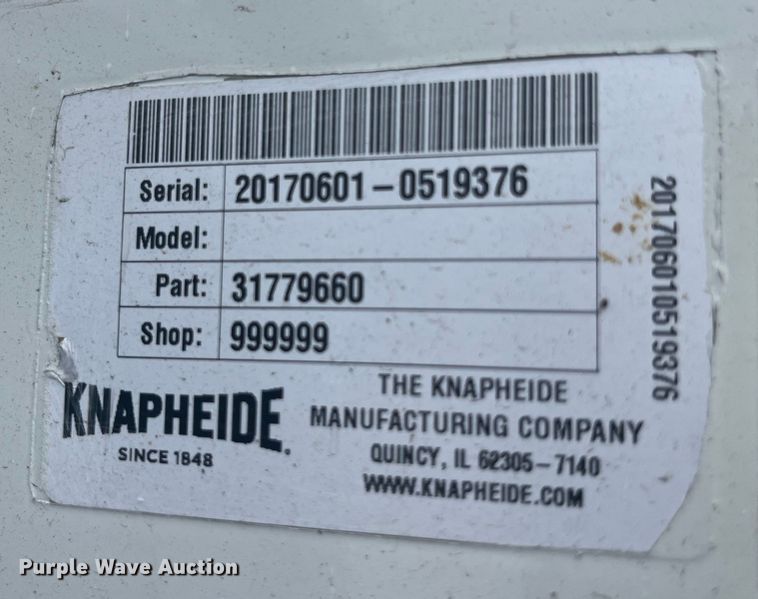 Serial: 20170601-0519376
Model:
Part: 31779660
Shop: 999999
201706010519376
KNAPHEIDE
SINCE 1848
THE KNAPHEIDE
MANUFACTURING COMPANY
QUINCY, IL 62305-7140
WWW.KNAPHEIDE.COM
Purple Wave Auction